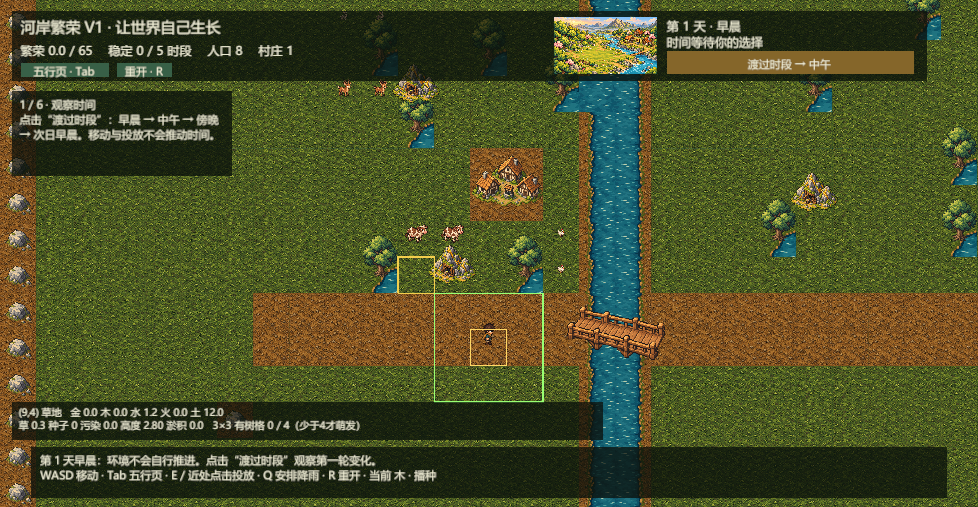 河岸繁荣 V1 · 让世界自己生长
繁荣 0.0 / 65 稳定 0 / 5 时段 人口 8 村庄 1
五行页 · Tab 重开 · R
第 1 天 · 早晨
时间等待你的选择
渡过时段 → 中午
1 / 6 · 观察时间
点击“渡过时段”：早晨 → 中午 → 傍晚
→ 次日早晨。移动与投放不会推动时间。
(9,4) 草地 金 0.0 木 0.0 水 1.2 火 0.0 土 12.0
草 0.3 种子 0 污染 0.0 高度 2.80 淤积 0.0 3×3 有树格 0 / 4（少于4才萌发）
第 1 天早晨：环境不会自行推进。点击“渡过时段”观察第一轮变化。
WASD 移动 · Tab 五行页 · E / 近处点击投放 · Q 安排降雨 · R 重开 · 当前 木 · 播种